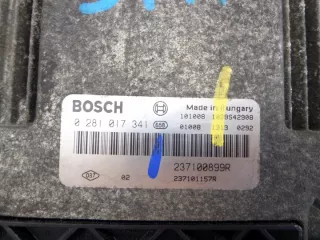 BOSCH
Made in Hungary
101008 1039S42908
0 281 017 341
01008 1313 0292
237100899R
02
237101157R